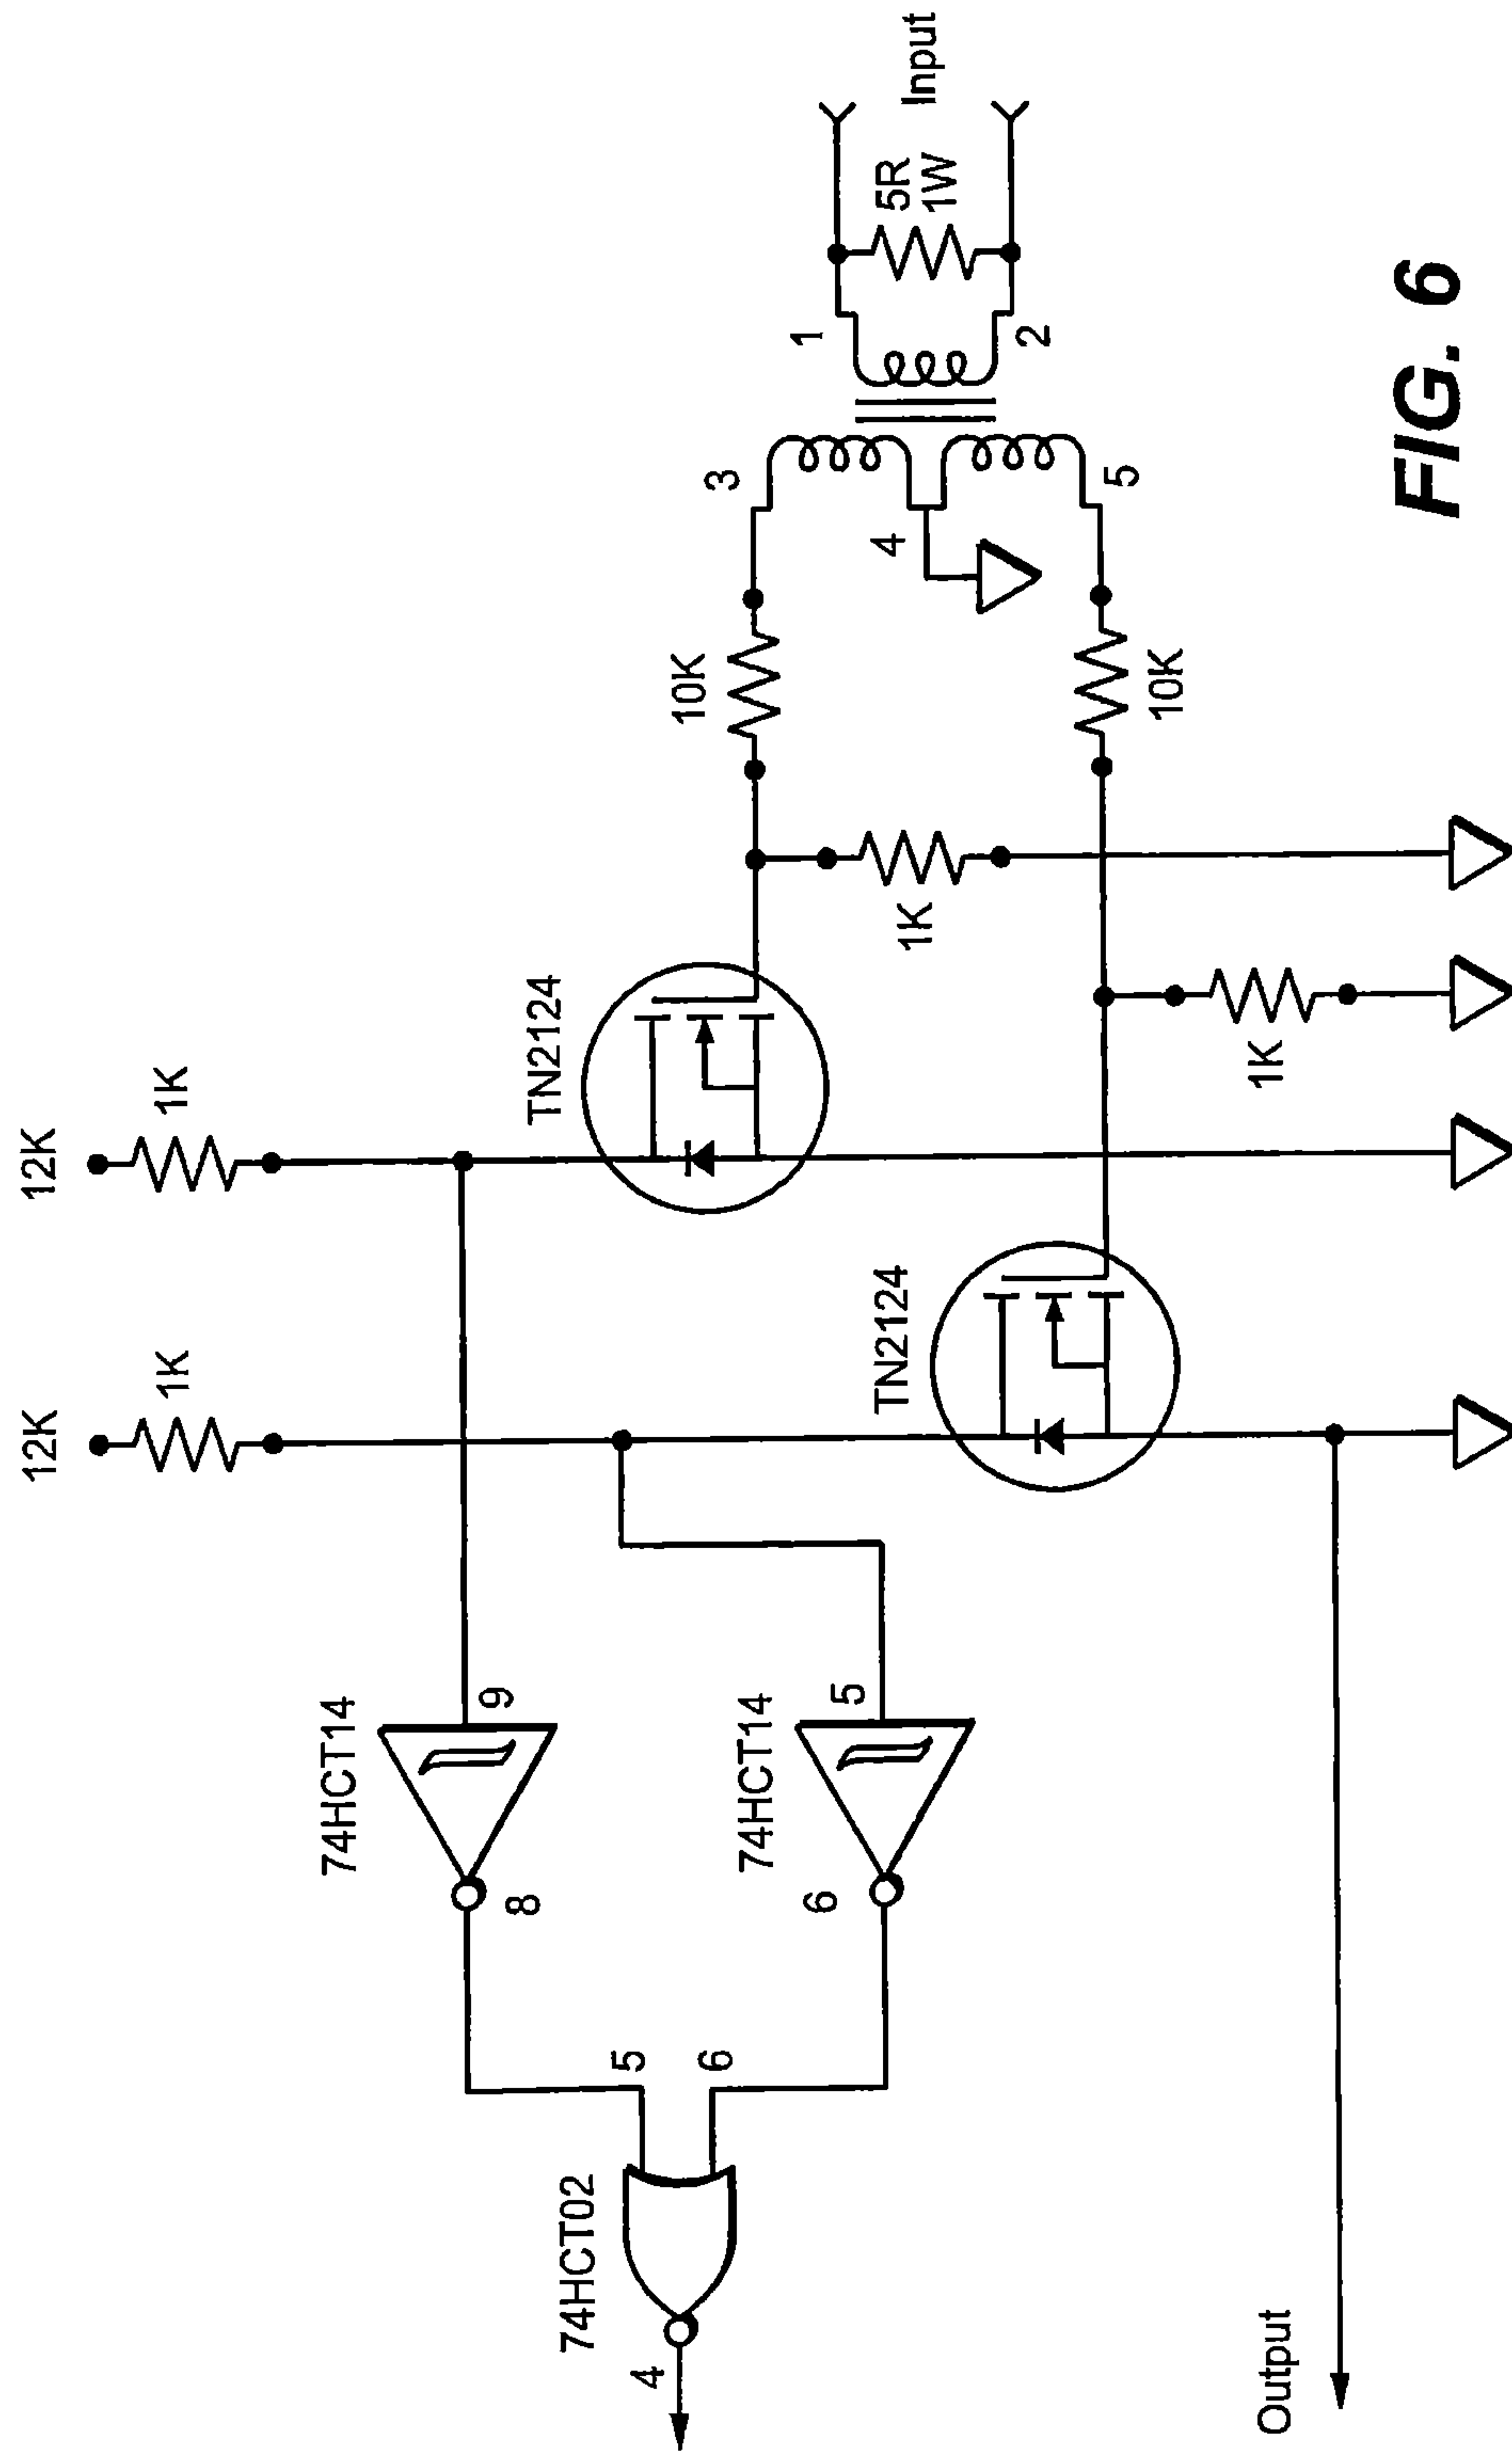 12K
1K
12K
1K
TN2124
10K
3
1
Input
5R
1W
4
2
5
10K
1K
1K
TN2124
74HCT14
9
8
74HCT14
5
6
74HCT02
5
6
4
Output
FIG. 6